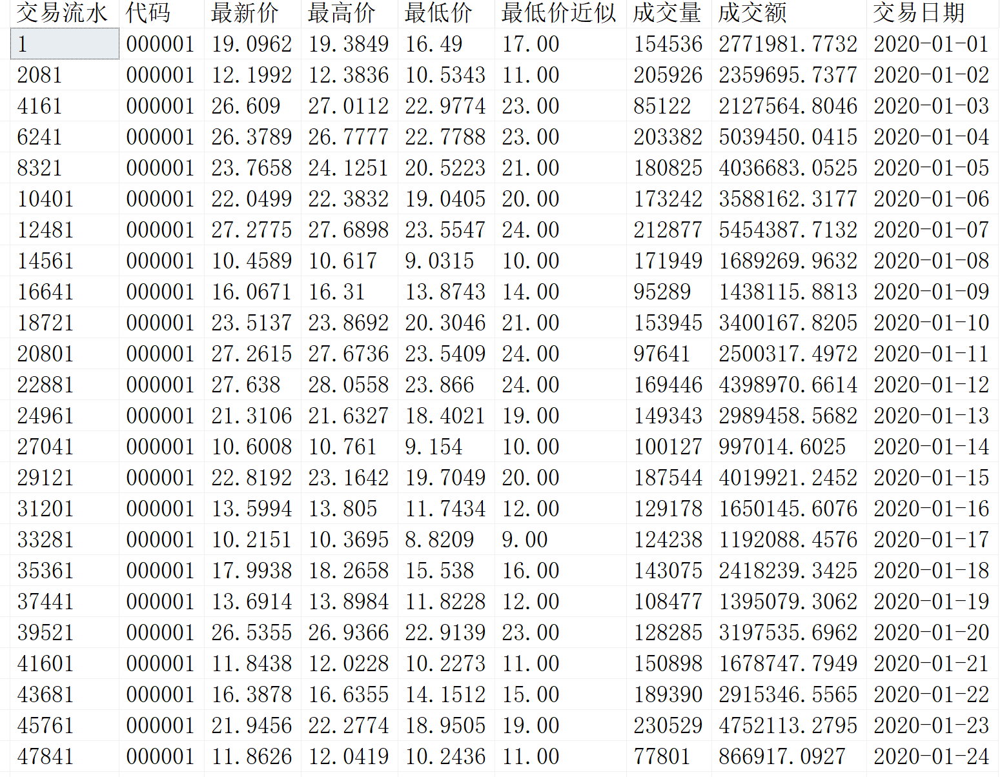 交易流水 代码 最新价 最高价 最低价 最低价近似 成交量 成交额 交易日期
1 000001 19.0962 19.3849 16.49 17.00 154536 2771981.7732 2020-01-01
2081 000001 12.1992 12.3836 10.5343 11.00 205926 2359695.7377 2020-01-02
4161 000001 26.609 27.0112 22.9774 23.00 85122 2127564.8046 2020-01-03
6241 000001 26.3789 26.7777 22.7788 23.00 203382 5039450.0415 2020-01-04
8321 000001 23.7658 24.1251 20.5223 21.00 180825 4036683.0525 2020-01-05
10401 000001 22.0499 22.3832 19.0405 20.00 173242 3588162.3177 2020-01-06
12481 000001 27.2775 27.6898 23.5547 24.00 212877 5454387.7132 2020-01-07
14561 000001 10.4589 10.617 9.0315 10.00 171949 1689269.9632 2020-01-08
16641 000001 16.0671 16.31 13.8743 14.00 95289 1438115.8813 2020-01-09
18721 000001 23.5137 23.8692 20.3046 21.00 153945 3400167.8205 2020-01-10
20801 000001 27.2615 27.6736 23.5409 24.00 97641 2500317.4972 2020-01-11
22881 000001 27.638 28.0558 23.866 24.00 169446 4398970.6614 2020-01-12
24961 000001 21.3106 21.6327 18.4021 19.00 149343 2989458.5682 2020-01-13
27041 000001 10.6008 10.761 9.154 10.00 100127 997014.6025 2020-01-14
29121 000001 22.8192 23.1642 19.7049 20.00 187544 4019921.2452 2020-01-15
31201 000001 13.5994 13.805 11.7434 12.00 129178 1650145.6076 2020-01-16
33281 000001 10.2151 10.3695 8.8209 9.00 124238 1192088.4576 2020-01-17
35361 000001 17.9938 18.2658 15.538 16.00 143075 2418239.3425 2020-01-18
37441 000001 13.6914 13.8984 11.8228 12.00 108477 1395079.3062 2020-01-19
39521 000001 26.5355 26.9366 22.9139 23.00 128285 3197535.6962 2020-01-20
41601 000001 11.8438 12.0228 10.2273 11.00 150898 1678747.7949 2020-01-21
43681 000001 16.3878 16.6355 14.1512 15.00 189390 2915346.5565 2020-01-22
45761 000001 21.9456 22.2774 18.9505 19.00 230529 4752113.2795 2020-01-23
47841 000001 11.8626 12.0419 10.2436 11.00 77801 866917.0927 2020-01-24